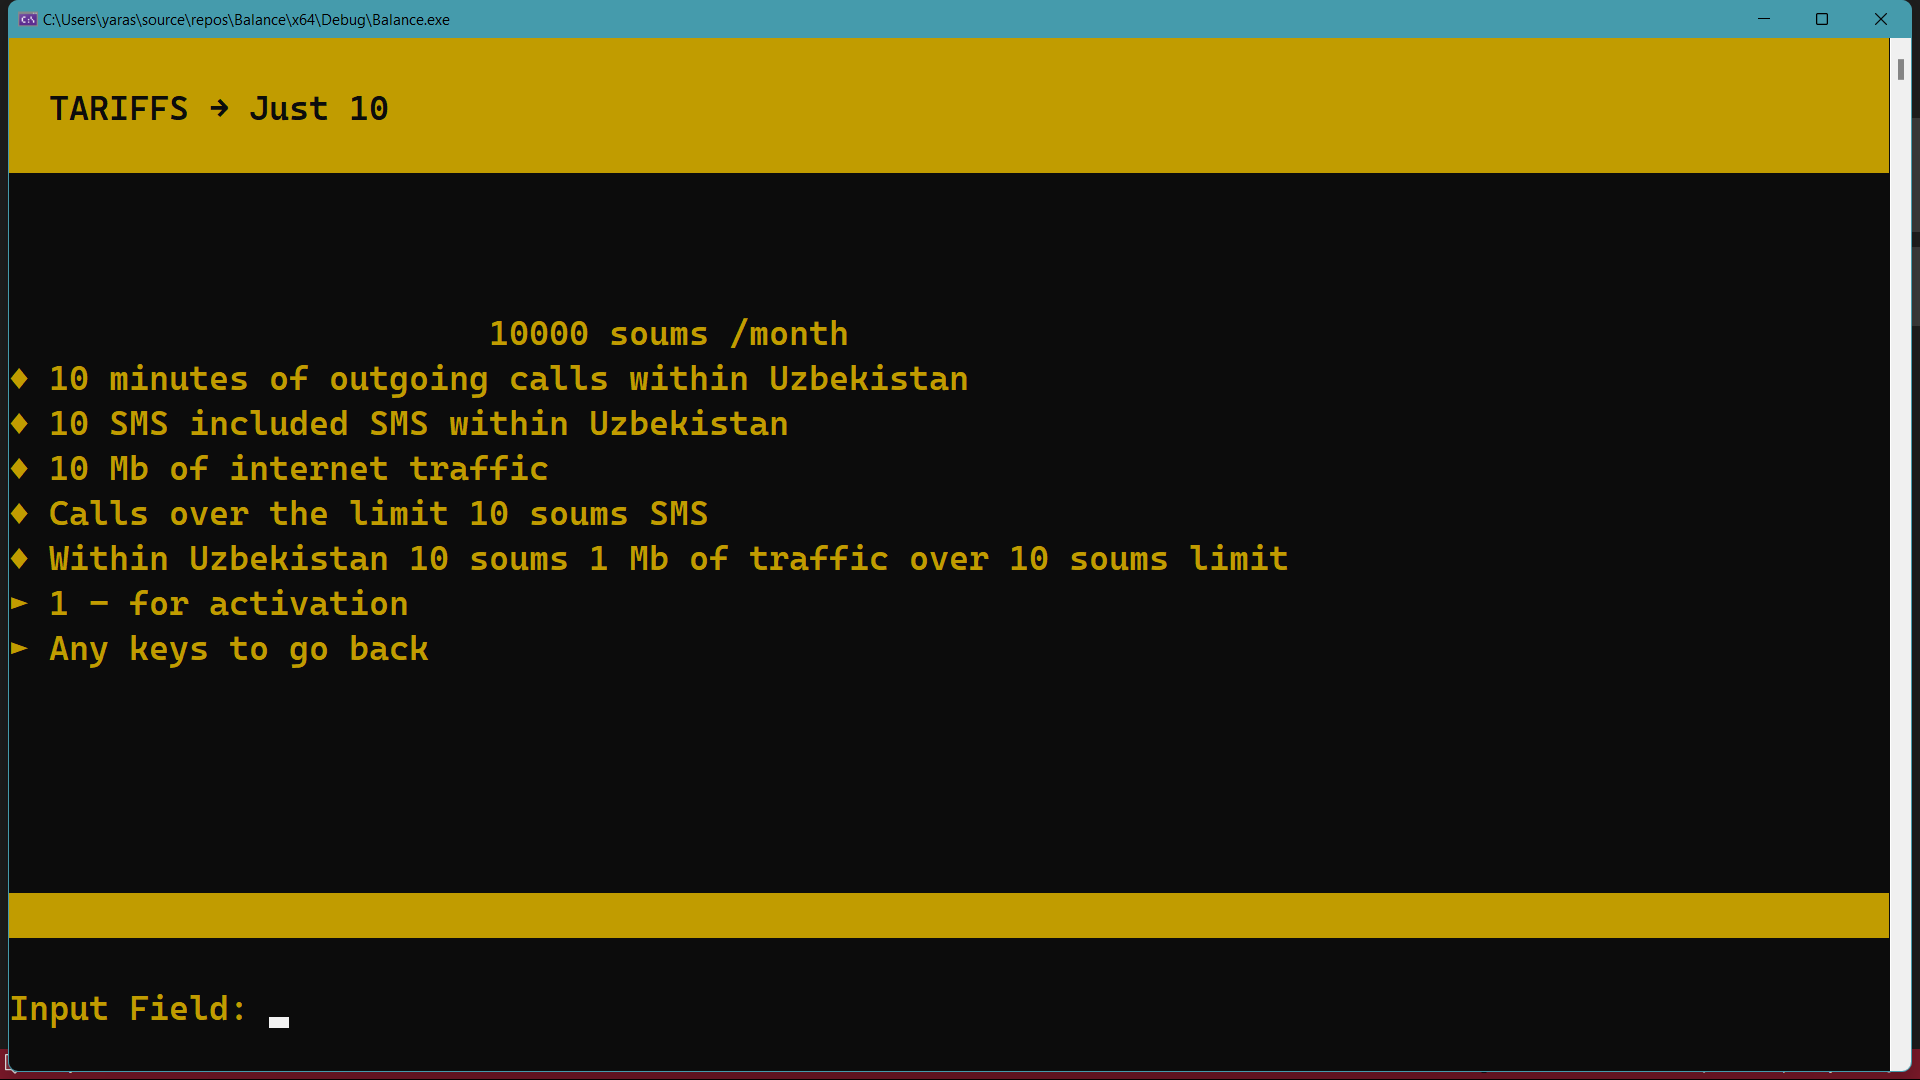 C:\Users\yaras\source\repos\Balance\x64\Debug\Balance.exe
TARIFFS → Just 10
10000 soums /month
♦ 10 minutes of outgoing calls within Uzbekistan
♦ 10 SMS included SMS within Uzbekistan
♦ 10 Mb of internet traffic
♦ Calls over the limit 10 soums SMS
♦ Within Uzbekistan 10 soums 1 Mb of traffic over 10 soums limit
► 1 - for activation
► Any keys to go back
Input Field: